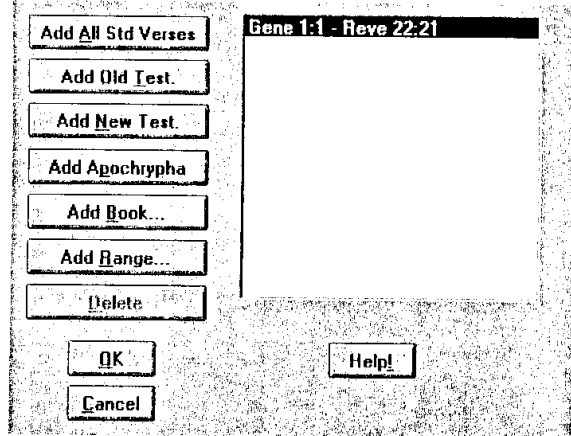 Add All Std Verses
Add Old Test.
Add New Test.
Add Apochrypha
Add Book...
Add Range...
Delete
OK
Cancel
Gene 1:1 - Reve 22:21
Help!